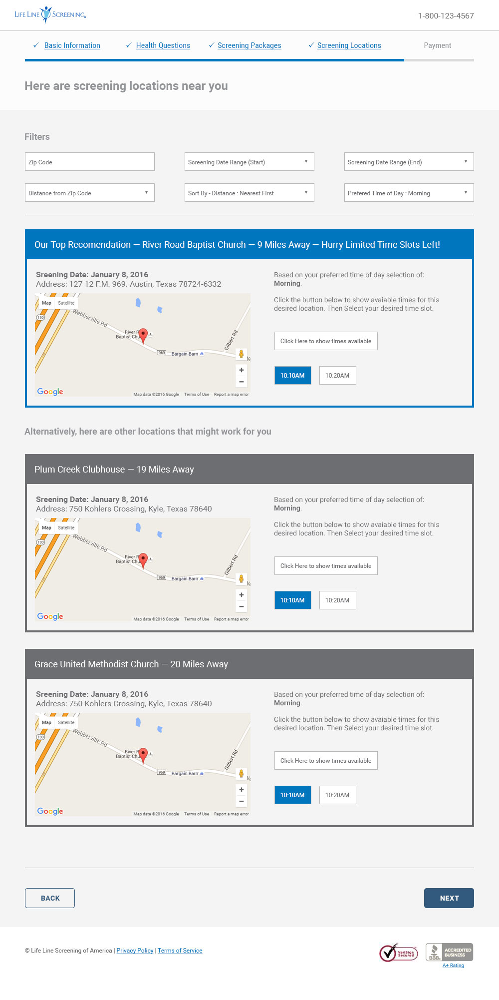 LIFE LINE SCREENING
1-800-123-4567
✓ Basic Information ✓ Health Questions ✓ Screening Packages ✓ Screening Locations Payment
Here are screening locations near you
Filters
Zip Code Screening Date Range (Start) Screening Date Range (End)
Distance from Zip Code Sort By - Distance : Nearest First Prefered Time of Day : Morning
Our Top Recomendation — River Road Baptist Church — 9 Miles Away — Hurry Limited Time Slots Left!
Sreening Date: January 8, 2016
Address: 127 12 F.M. 969. Austin, Texas 78724-6332
Map Satellite
130
Webberville Rd
River R
Baptist Chu
Gilbert Rd
969 Bargain Barn
We
+
−
Google
Map data ©2016 Google Terms of Use Report a map error
Based on your preferred time of day selection of:
Morning.
Click the button below to show avaiable times for this
desired location. Then Select your desired time slot.
Click Here to show times available
10:10AM 10:20AM
Alternatively, here are other locations that might work for you
Plum Creek Clubhouse — 19 Miles Away
Sreening Date: January 8, 2016
Address: 750 Kohlers Crossing, Kyle, Texas 78640
Map Satellite
130
Webberville Rd
River R
Baptist Chu
Gilbert Rd
969 Bargain Barn
We
+
−
Google
Map data ©2016 Google Terms of Use Report a map error
Based on your preferred time of day selection of:
Morning.
Click the button below to show avaiable times for this
desired location. Then Select your desired time slot.
Click Here to show times available
10:10AM 10:20AM
Grace United Methodist Church — 20 Miles Away
Sreening Date: January 8, 2016
Address: 750 Kohlers Crossing, Kyle, Texas 78640
Map Satellite
130
Webberville Rd
River R
Baptist Chu
Gilbert Rd
969 Bargain Barn
We
+
−
Google
Map data ©2016 Google Terms of Use Report a map error
Based on your preferred time of day selection of:
Morning.
Click the button below to show avaiable times for this
desired location. Then Select your desired time slot.
Click Here to show times available
10:10AM 10:20AM
BACK
NEXT
© Life Line Screening of America | Privacy Policy | Terms of Service
VeriSign
Secured
BBB
ACCREDITED
BUSINESS
A+ Rating